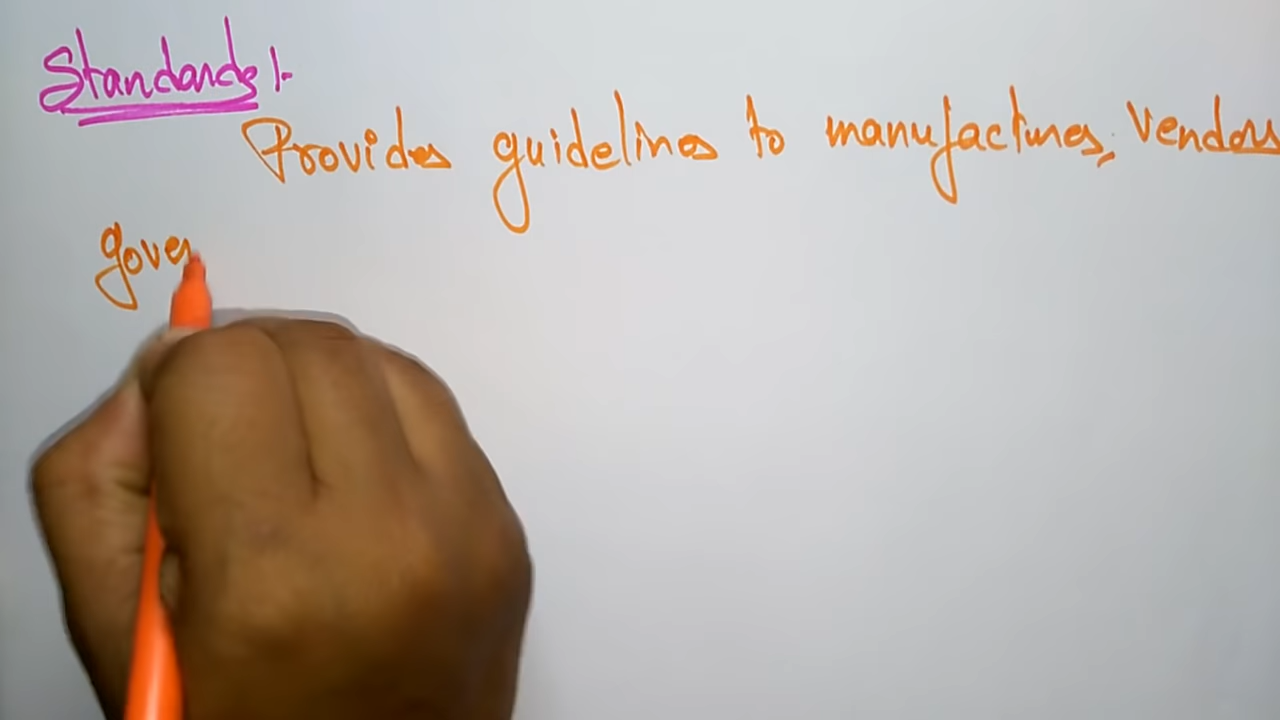 Standards :-
Provides guidelines to manufactures, Vendors
gover